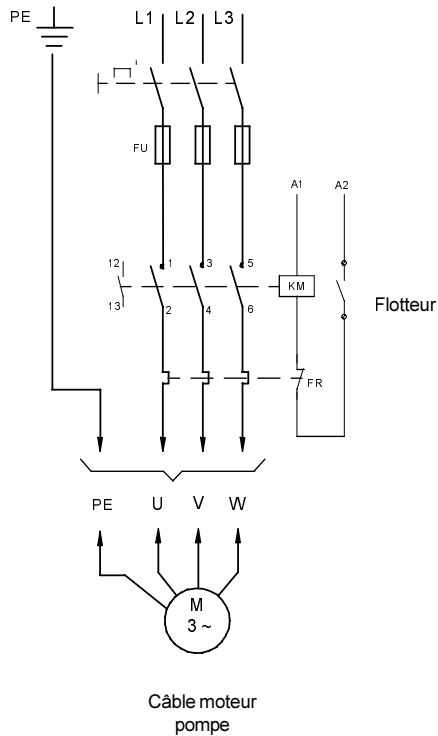 PE
L1 L2 L3
FU
A1 A2
12 1 3 5
KM
13 2 4 6
Flotteur
FR
PE U V W
M
3 ~
Câble moteur
pompe